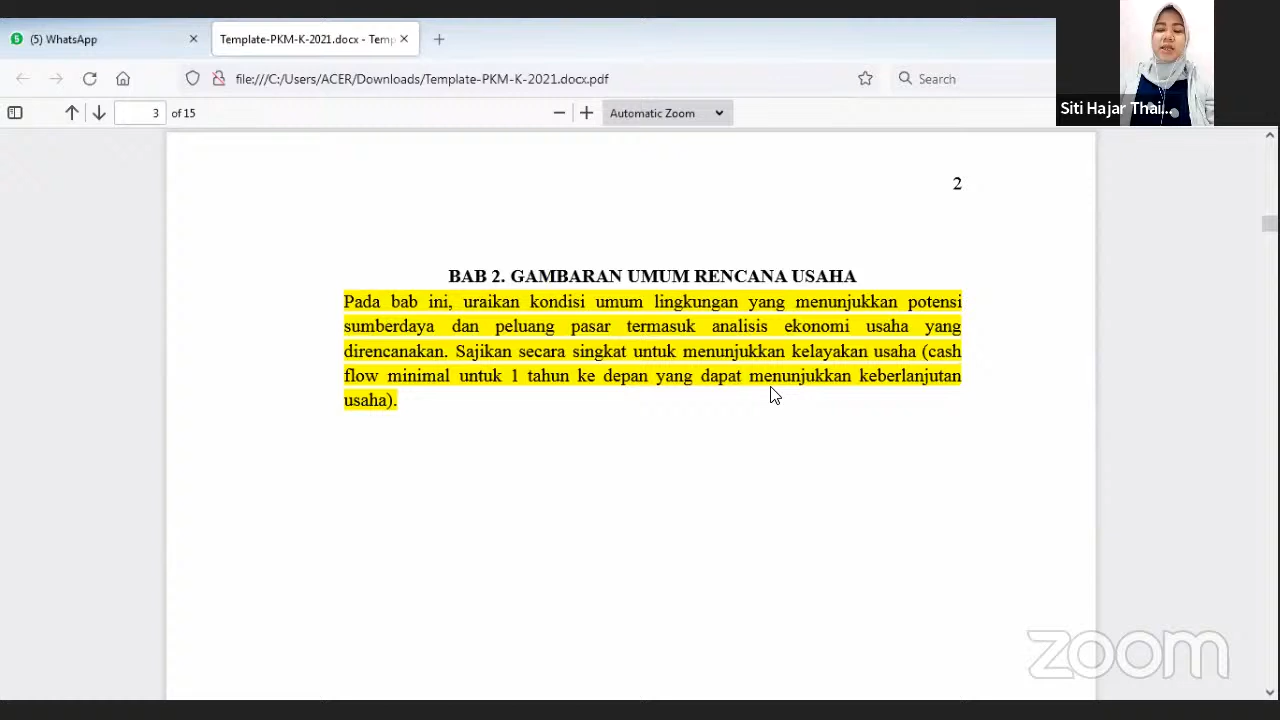 (5) WhatsApp
Template-PKM-K-2021.docx - Temp
file:///C:/Users/ACER/Downloads/Template-PKM-K-2021.docx.pdf
Search
Siti Hajar Thai...
3 of 15
Automatic Zoom
2
BAB 2. GAMBARAN UMUM RENCANA USAHA
Pada bab ini, uraikan kondisi umum lingkungan yang menunjukkan potensi
sumberdaya dan peluang pasar termasuk analisis ekonomi usaha yang
direncanakan. Sajikan secara singkat untuk menunjukkan kelayakan usaha (cash
flow minimal untuk 1 tahun ke depan yang dapat menunjukkan keberlanjutan
usaha).
zoom